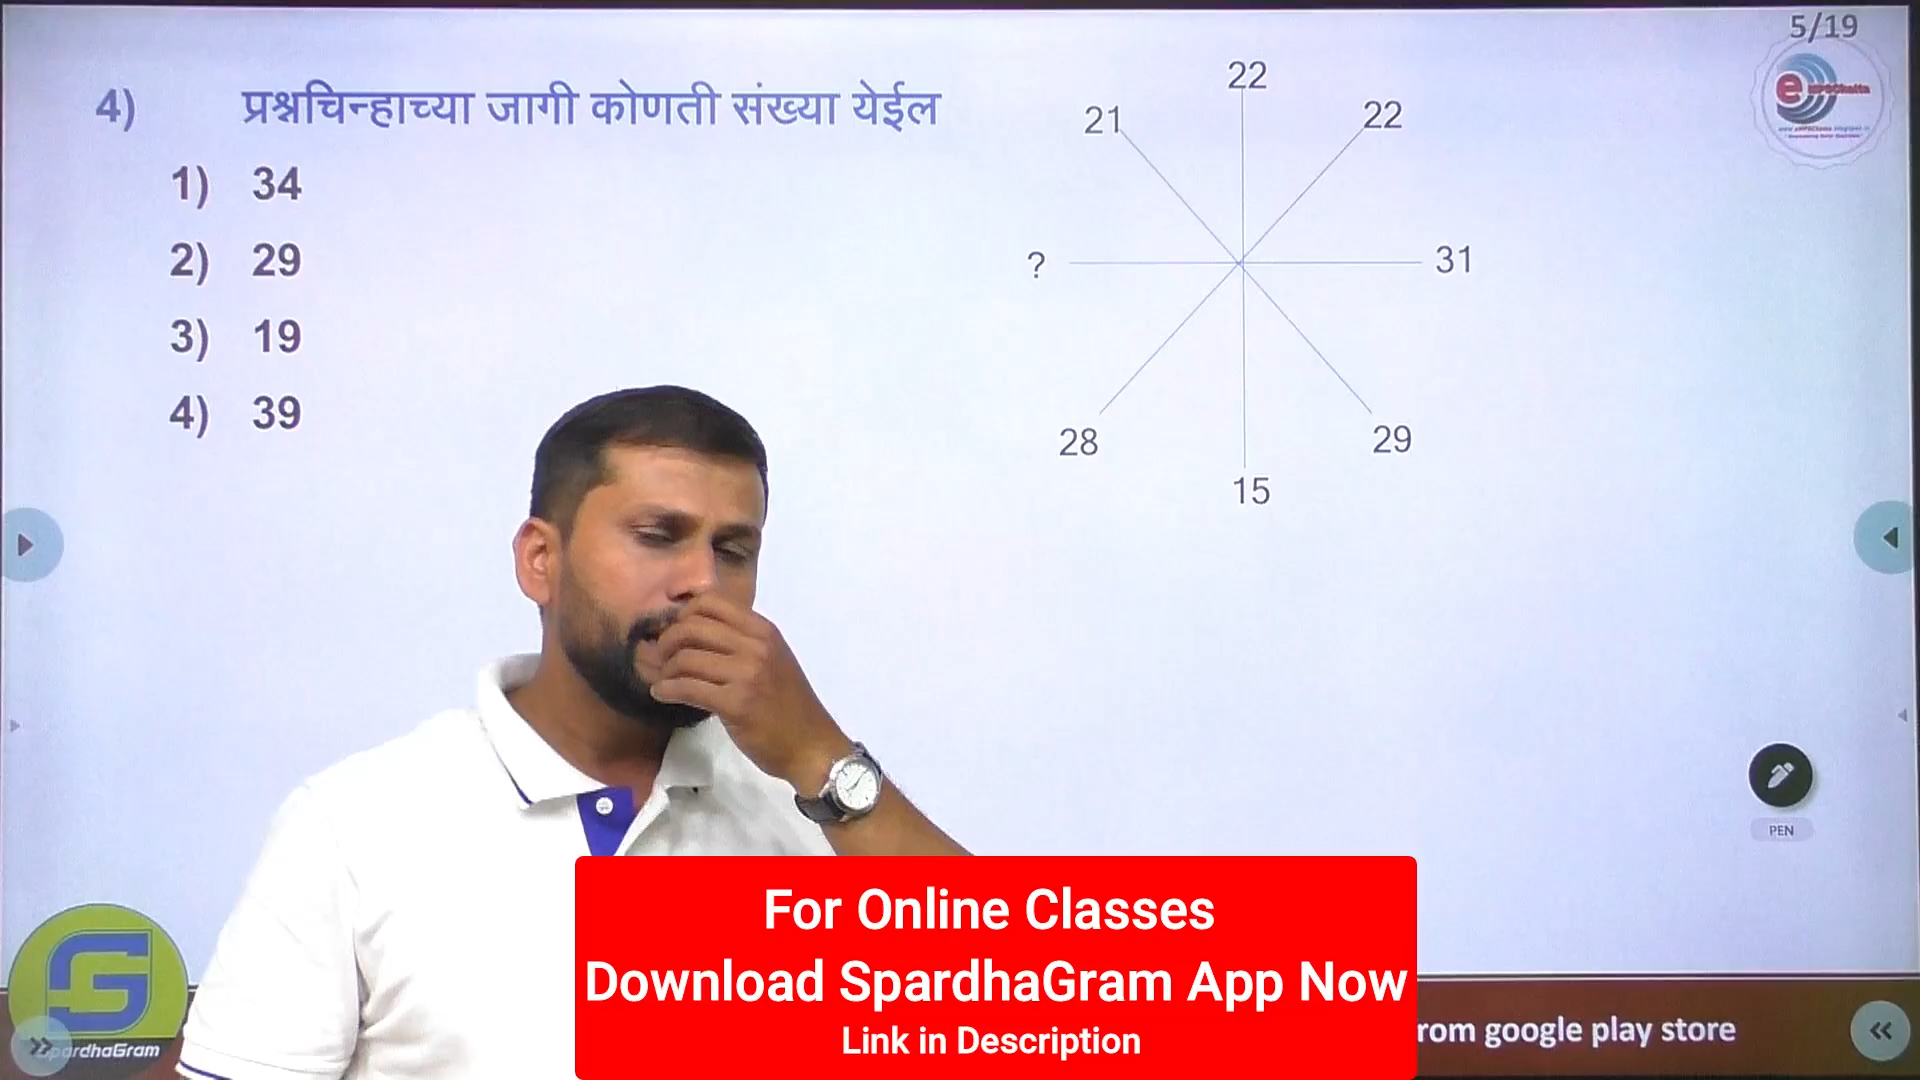 5/19
4) प्रश्नचिन्हाच्या जागी कोणती संख्या येईल
1) 34
2) 29
3) 19
4) 39
22
21
22
?
31
28
29
15
e
PEN
For Online Classes
Download SpardhaGram App Now
Link in Description
rom google play store
G
SpardhaGram